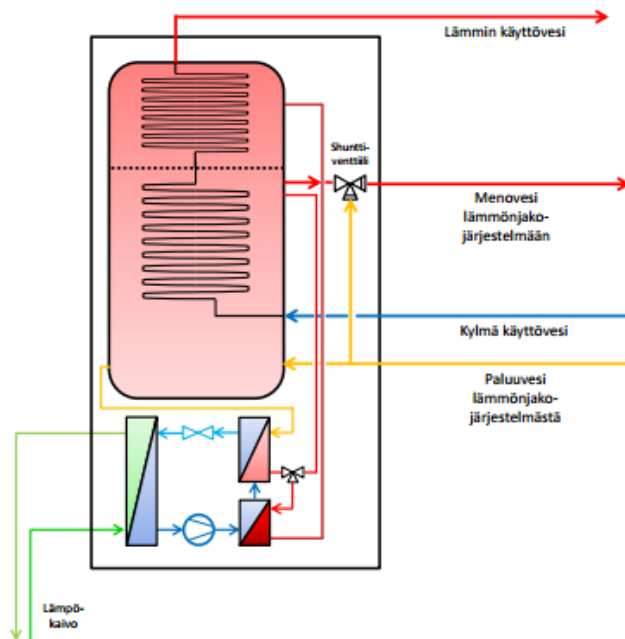 Lämmin käyttövesi
Shuntti-
venttiili
Menovesi
lämmönjako-
järjestelmään
Kylmä käyttövesi
Paluuvesi
lämmönjako-
järjestelmästä
Lämpö-
kaivo